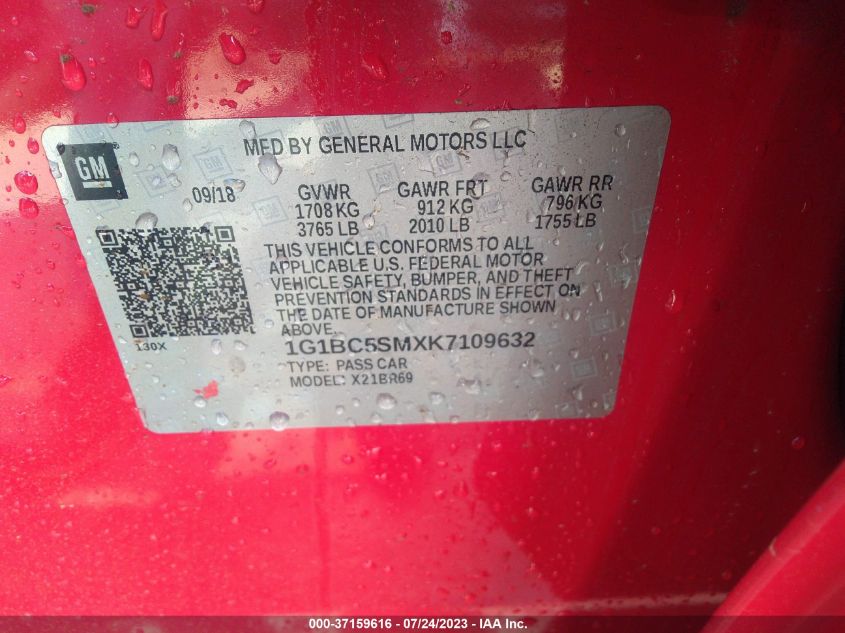 MFD BY GENERAL MOTORS LLC
GM
09/18 GVWR GAWR FRT GAWR RR
1708 KG 912 KG 796 KG
3765 LB 2010 LB 1755 LB
THIS VEHICLE CONFORMS TO ALL
APPLICABLE U.S. FEDERAL MOTOR
VEHICLE SAFETY, BUMPER, AND THEFT
PREVENTION STANDARDS IN EFFECT ON
THE DATE OF MANUFACTURE SHOWN
ABOVE.
130X
1G1BC5SMXK7109632
TYPE: PASS CAR
MODEL: X21BR69
000-37159616 - 07/24/2023 - IAA Inc.